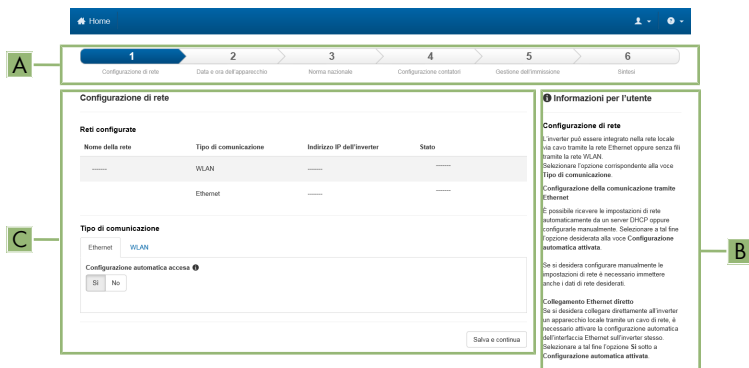 Home
A
1 2 3 4 5 6
Configurazione di rete Data e ora dell'apparecchio Norma nazionale Configurazione contatori Gestione dell'immissione Sintesi
Configurazione di rete
Reti configurate
Nome della rete Tipo di comunicazione Indirizzo IP dell'inverter Stato
------- WLAN ------- -------
Ethernet ------- -------
C
Tipo di comunicazione
Ethernet WLAN
Configurazione automatica accesa
Sì No
Salva e continua
Informazioni per l'utente
Configurazione di rete
L'inverter può essere integrato nella rete locale
via cavo tramite la rete Ethernet oppure senza fili
tramite la rete WLAN.
Selezionare l'opzione corrispondente alla voce
Tipo di comunicazione.
Configurazione della comunicazione tramite
Ethernet
È possibile ricevere le impostazioni di rete
automaticamente da un server DHCP oppure
configurarle manualmente. Selezionare a tal fine
l'opzione desiderata alla voce Configurazione
automatica attivata.
B
Se si desidera configurare manualmente le
impostazioni di rete è necessario immettere
anche i dati di rete desiderati.
Collegamento Ethernet diretto
Se si desidera collegare direttamente all'inverter
un apparecchio locale tramite un cavo di rete, è
necessario attivare la configurazione automatica
dell'interfaccia Ethernet sull'inverter stesso.
Selezionare a tal fine l'opzione Sì sotto a
Configurazione automatica attivata.